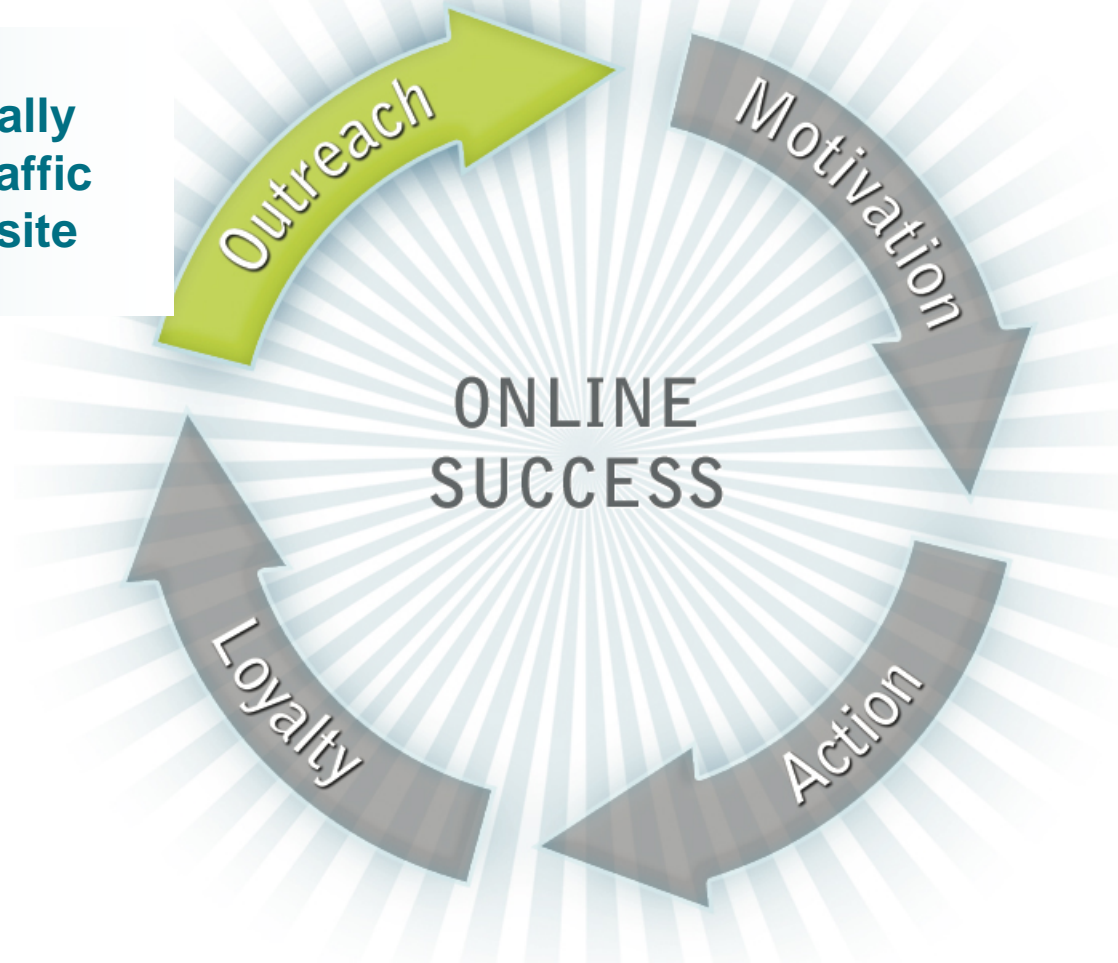 ally
affic
site
Outreach
Motivation
ONLINE
SUCCESS
Loyalty
Action